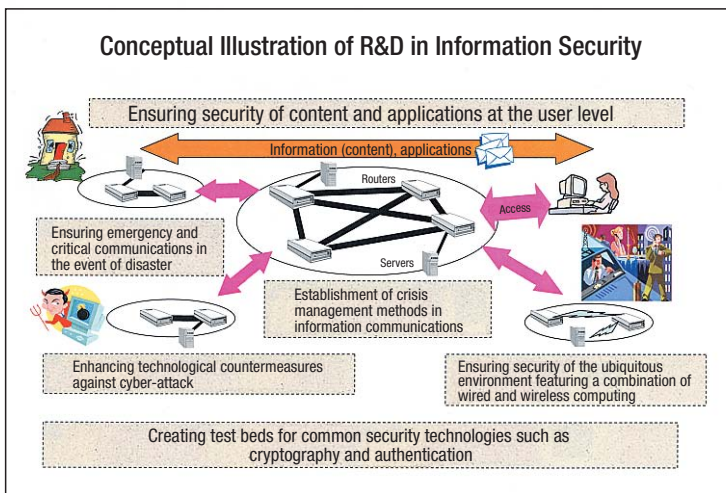 Conceptual Illustration of R&D in Information Security
Ensuring security of content and applications at the user level
Information (content), applications
Routers
Access
Servers
Ensuring emergency and
critical communications in
the event of disaster
Establishment of crisis
management methods in
information communications
Enhancing technological countermeasures
against cyber-attack
Ensuring security of the ubiquitous
environment featuring a combination of
wired and wireless computing
Creating test beds for common security technologies such as
cryptography and authentication